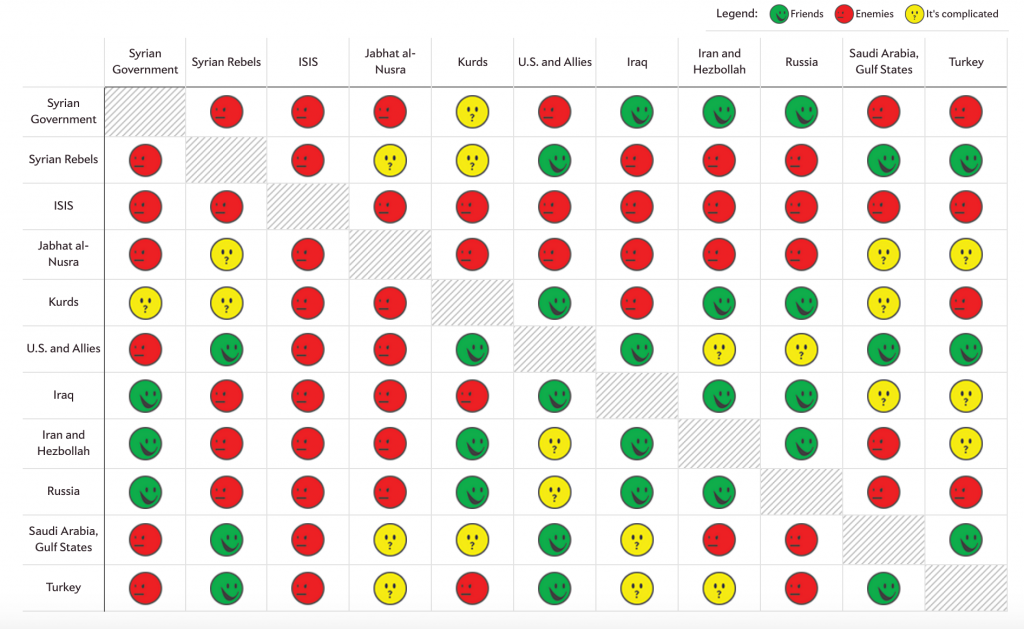 Legend: Friends Enemies It's complicated
Syrian
Government
Syrian Rebels
ISIS
Jabhat al-
Nusra
Kurds
U.S. and Allies
Iraq
Iran and
Hezbollah
Russia
Saudi Arabia,
Gulf States
Turkey
Syrian
Government
?
Syrian Rebels
? ?
ISIS
Jabhat al-
Nusra
? ? ?
Kurds
? ? ?
U.S. and Allies
? ?
Iraq
? ?
Iran and
Hezbollah
? ?
Russia
?
Saudi Arabia,
Gulf States
? ? ?
Turkey
? ? ?